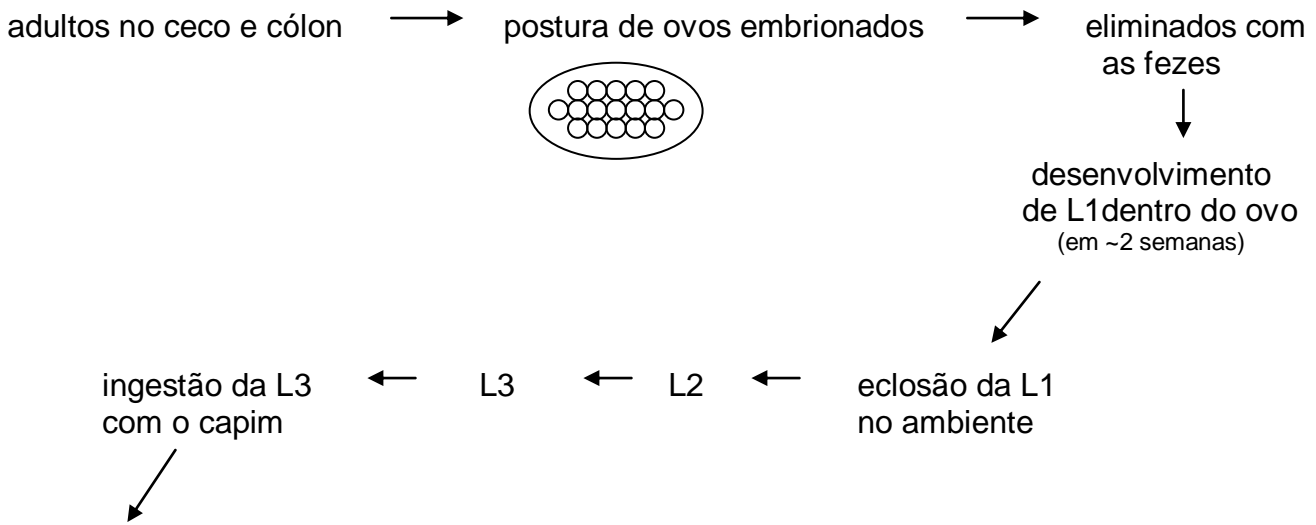 adultos no ceco e cólon
postura de ovos embrionados
eliminados com
as fezes
desenvolvimento
de L1dentro do ovo
(em ~2 semanas)
eclosão da L1
no ambiente
L2
L3
ingestão da L3
com o capim